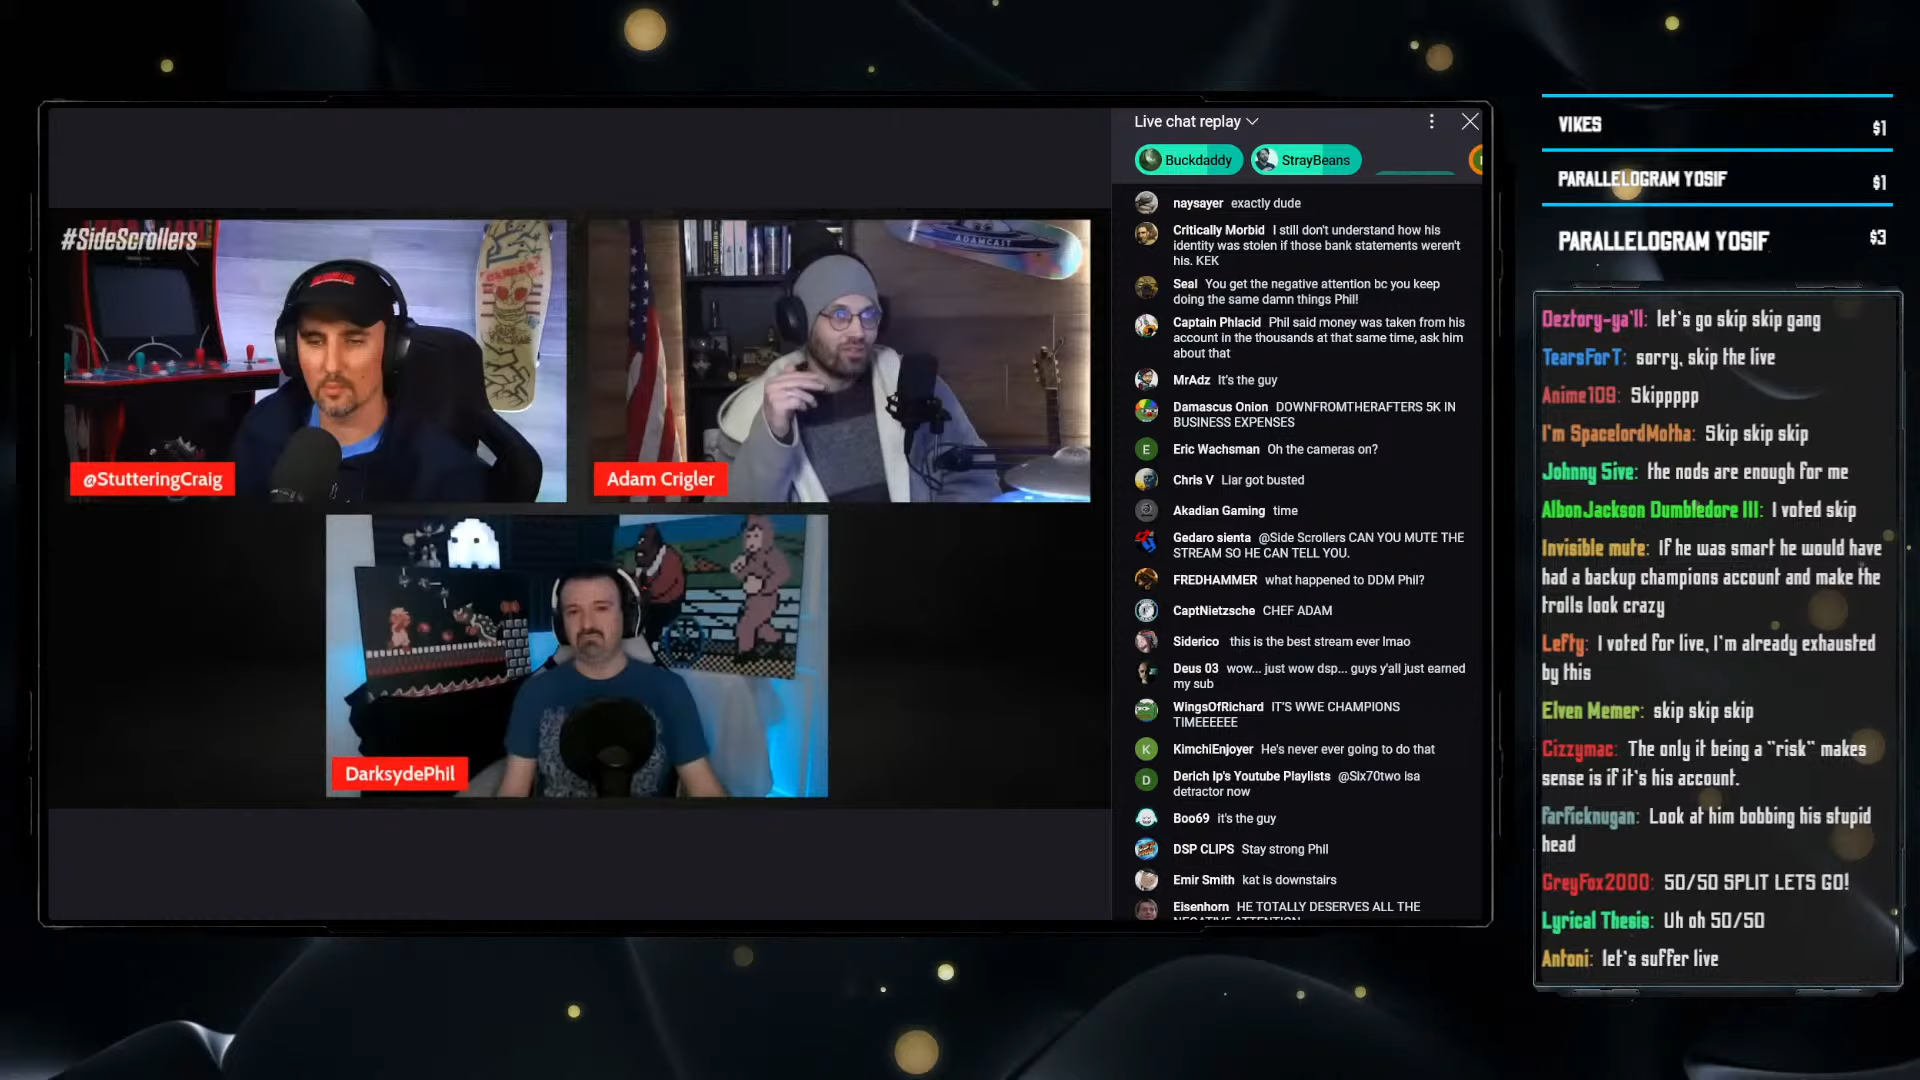 #SideScrollers
@StutteringCraig
ADAMCAST
Adam Crigler
DarksydePhil
Live chat replay
Buckdaddy
StrayBeans
naysayer exactly dude
Critically Morbid I still don't understand how his
identity was stolen if those bank statements weren't
his. KEK
Seal You get the negative attention bc you keep
doing the same damn things Phil!
Captain Phlacid Phil said money was taken from his
account in the thousands at that same time, ask him
about that
MrAdz It's the guy
Damascus Onion DOWNFROMTHERAFTERS 5K IN
BUSINESS EXPENSES
E
Eric Wachsman Oh the cameras on?
Chris V Liar got busted
Akadian Gaming time
Gedaro sienta @Side Scrollers CAN YOU MUTE THE
STREAM SO HE CAN TELL YOU.
FREDHAMMER what happened to DDM Phil?
CaptNietzsche CHEF ADAM
Siderico this is the best stream ever lmao
Deus 03 wow... just wow dsp... guys y'all just earned
my sub
WingsOfRichard IT'S WWE CHAMPIONS
TIMEEEEEE
K
KimchiEnjoyer He's never ever going to do that
D
Derich Ip's Youtube Playlists @Six70two isa
detractor now
Boo69 it's the guy
DSP CLIPS Stay strong Phil
Emir Smith kat is downstairs
Eisenhorn HE TOTALLY DESERVES ALL THE
NEGATIVE ATTENTION
VIKES $1
PARALLELOGRAM YOSIF $1
PARALLELOGRAM YOSIF $3
Deztory-ya'll: let's go skip skip gang
TearsForT: sorry, skip the live
Anime109: Skippppp
I'm SpacelordMotha: Skip skip skip
Johnny 5ive: the nods are enough for me
AlbonJackson Dumbledore III: I voted skip
Invisible mute: If he was smart he would have
had a backup champions account and make the
trolls look crazy
Lefty: I voted for live, I'm already exhausted
by this
Elven Memer: skip skip skip
Cizzymac: The only it being a "risk" makes
sense is if it's his account.
farficknugan: Look at him bobbing his stupid
head
GreyFox2000: 50/50 SPLIT LETS GO!
Lyrical Thesis: Uh oh 50/50
Antoni: let's suffer live